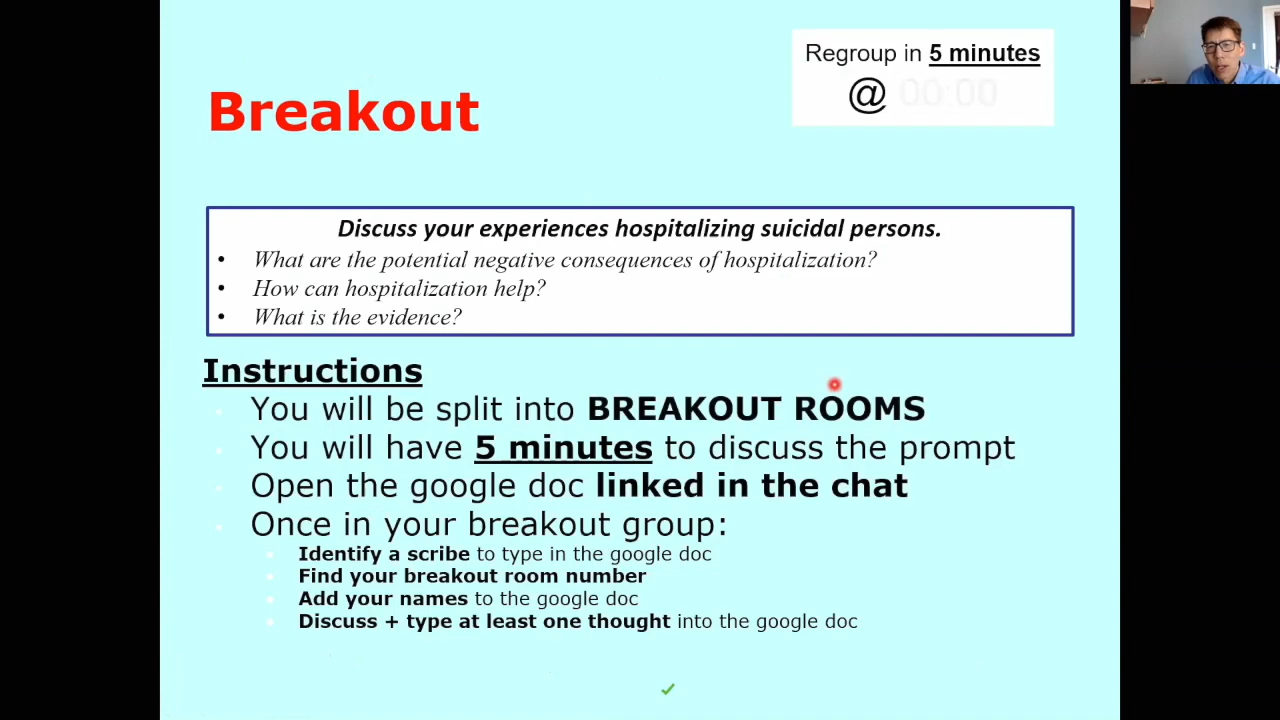 Regroup in 5 minutes
@ 00:00
Breakout
Discuss your experiences hospitalizing suicidal persons.
• What are the potential negative consequences of hospitalization?
• How can hospitalization help?
• What is the evidence?
Instructions
You will be split into BREAKOUT ROOMS
You will have 5 minutes to discuss the prompt
Open the google doc linked in the chat
Once in your breakout group:
Identify a scribe to type in the google doc
Find your breakout room number
Add your names to the google doc
Discuss + type at least one thought into the google doc